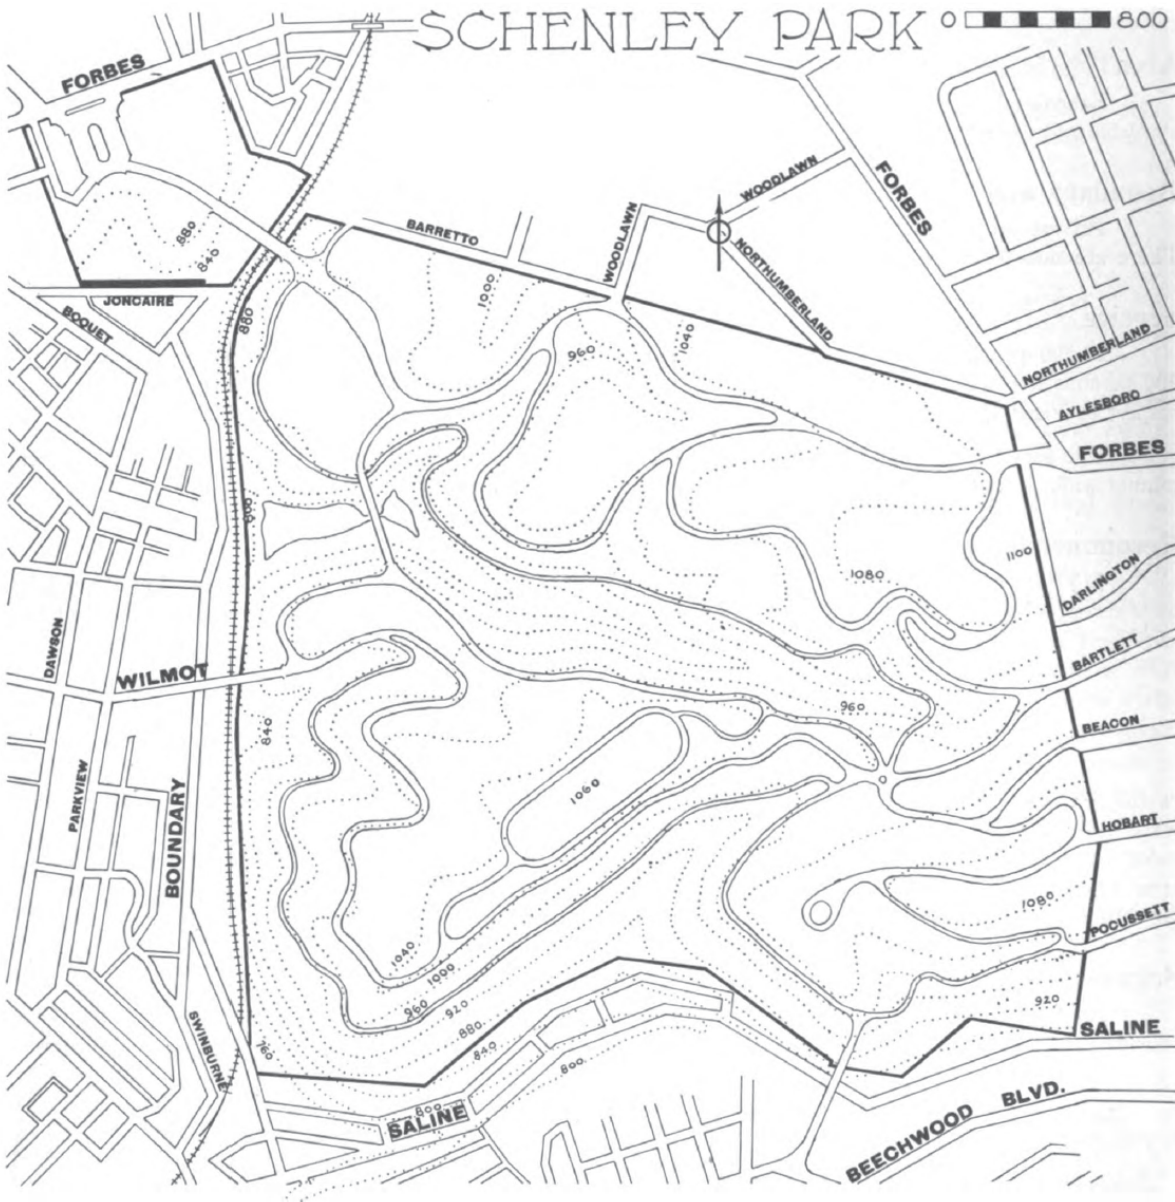 SCHENLEY PARK
0 800
FORBES
WOODLAWN
FORBES
WOODLAWN
BARRETTO
NORTHUMBERLAND
880
840
JONCAIRE
BOQUET
880
1000
960
1040
NORTHUMBERLAND
AYLESBORO
FORBES
800
1080
1100
DARLINGTON
BARTLETT
DAWSON
WILMOT
840
960
BEACON
PARKVIEW
BOUNDARY
1060
HOBART
1080
POCUSSETT
1040
1000
960
920
880
840
800
760
920
SALINE
SWINBURNE
800
SALINE
BEECHWOOD BLVD.